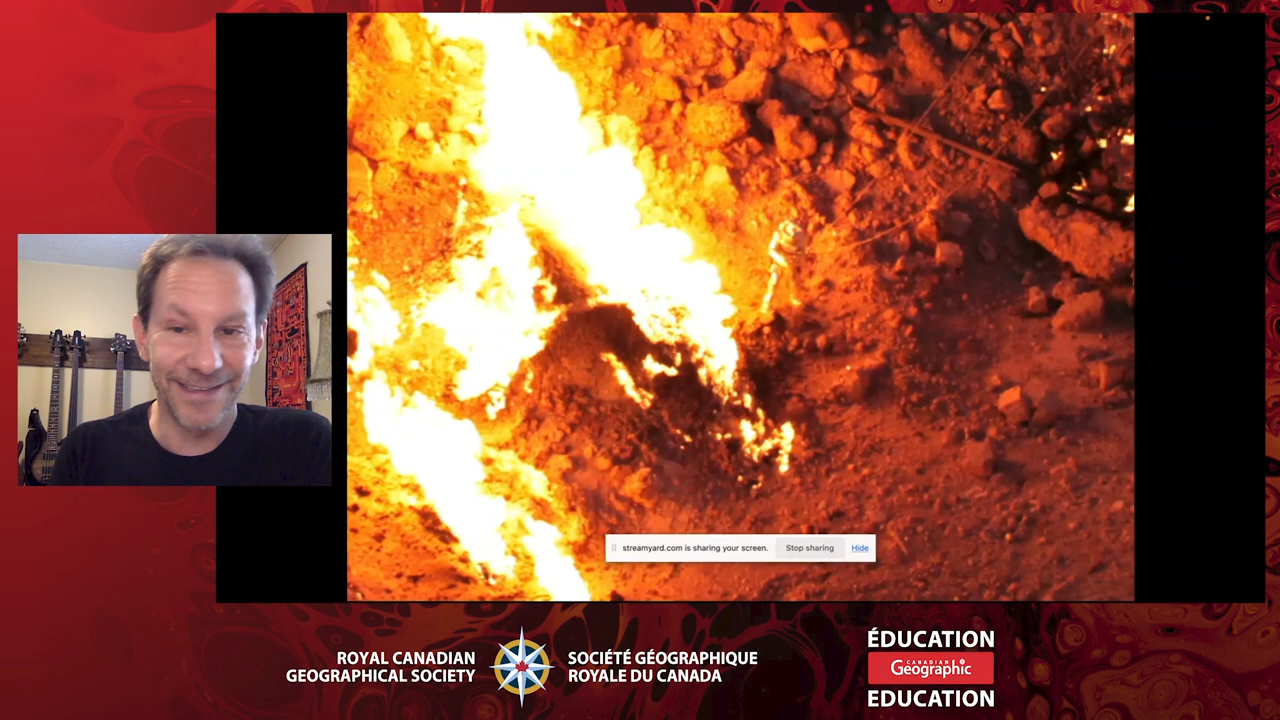 streamyard.com is sharing your screen. Stop sharing Hide
ROYAL CANADIAN
GEOGRAPHICAL SOCIETY
SOCIÉTÉ GÉOGRAPHIQUE
ROYALE DU CANADA
ÉDUCATION
CANADIAN
Geographic
EDUCATION